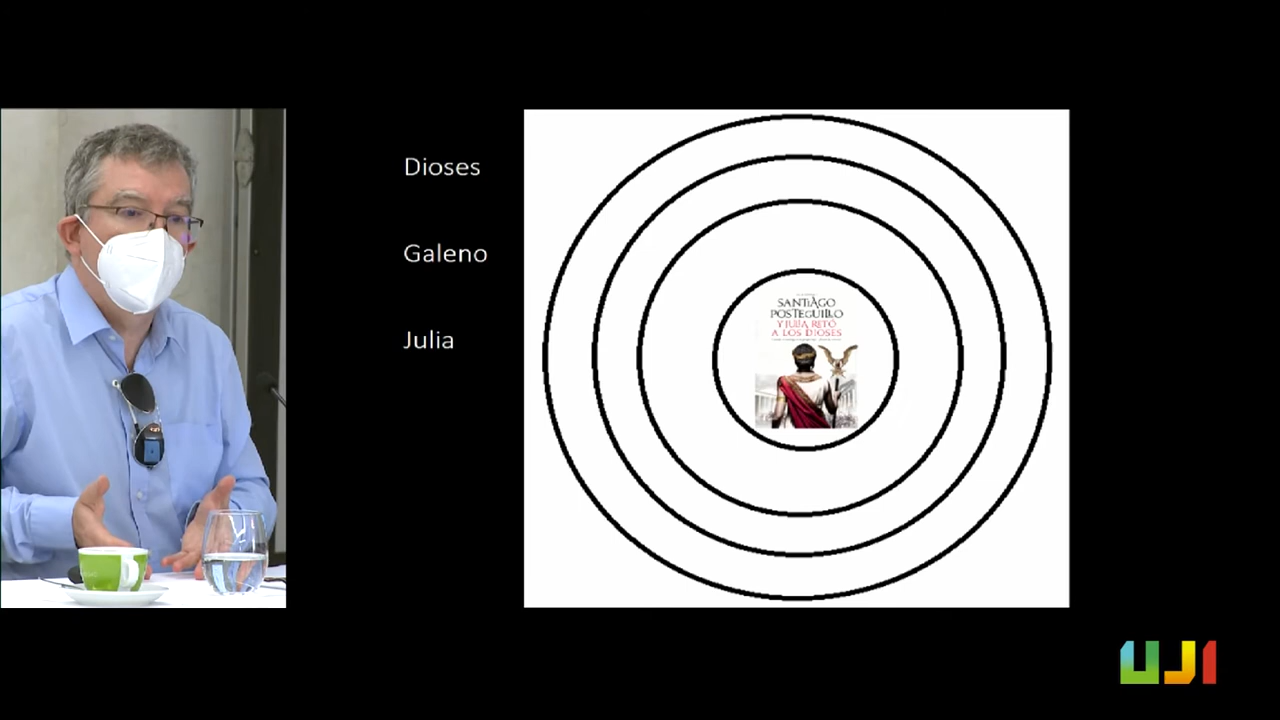 Dioses
Galeno
Julia
SANTIAGO
POSTEGUILLO
Y JULIA RETÓ
A LOS DIOSES
UJI